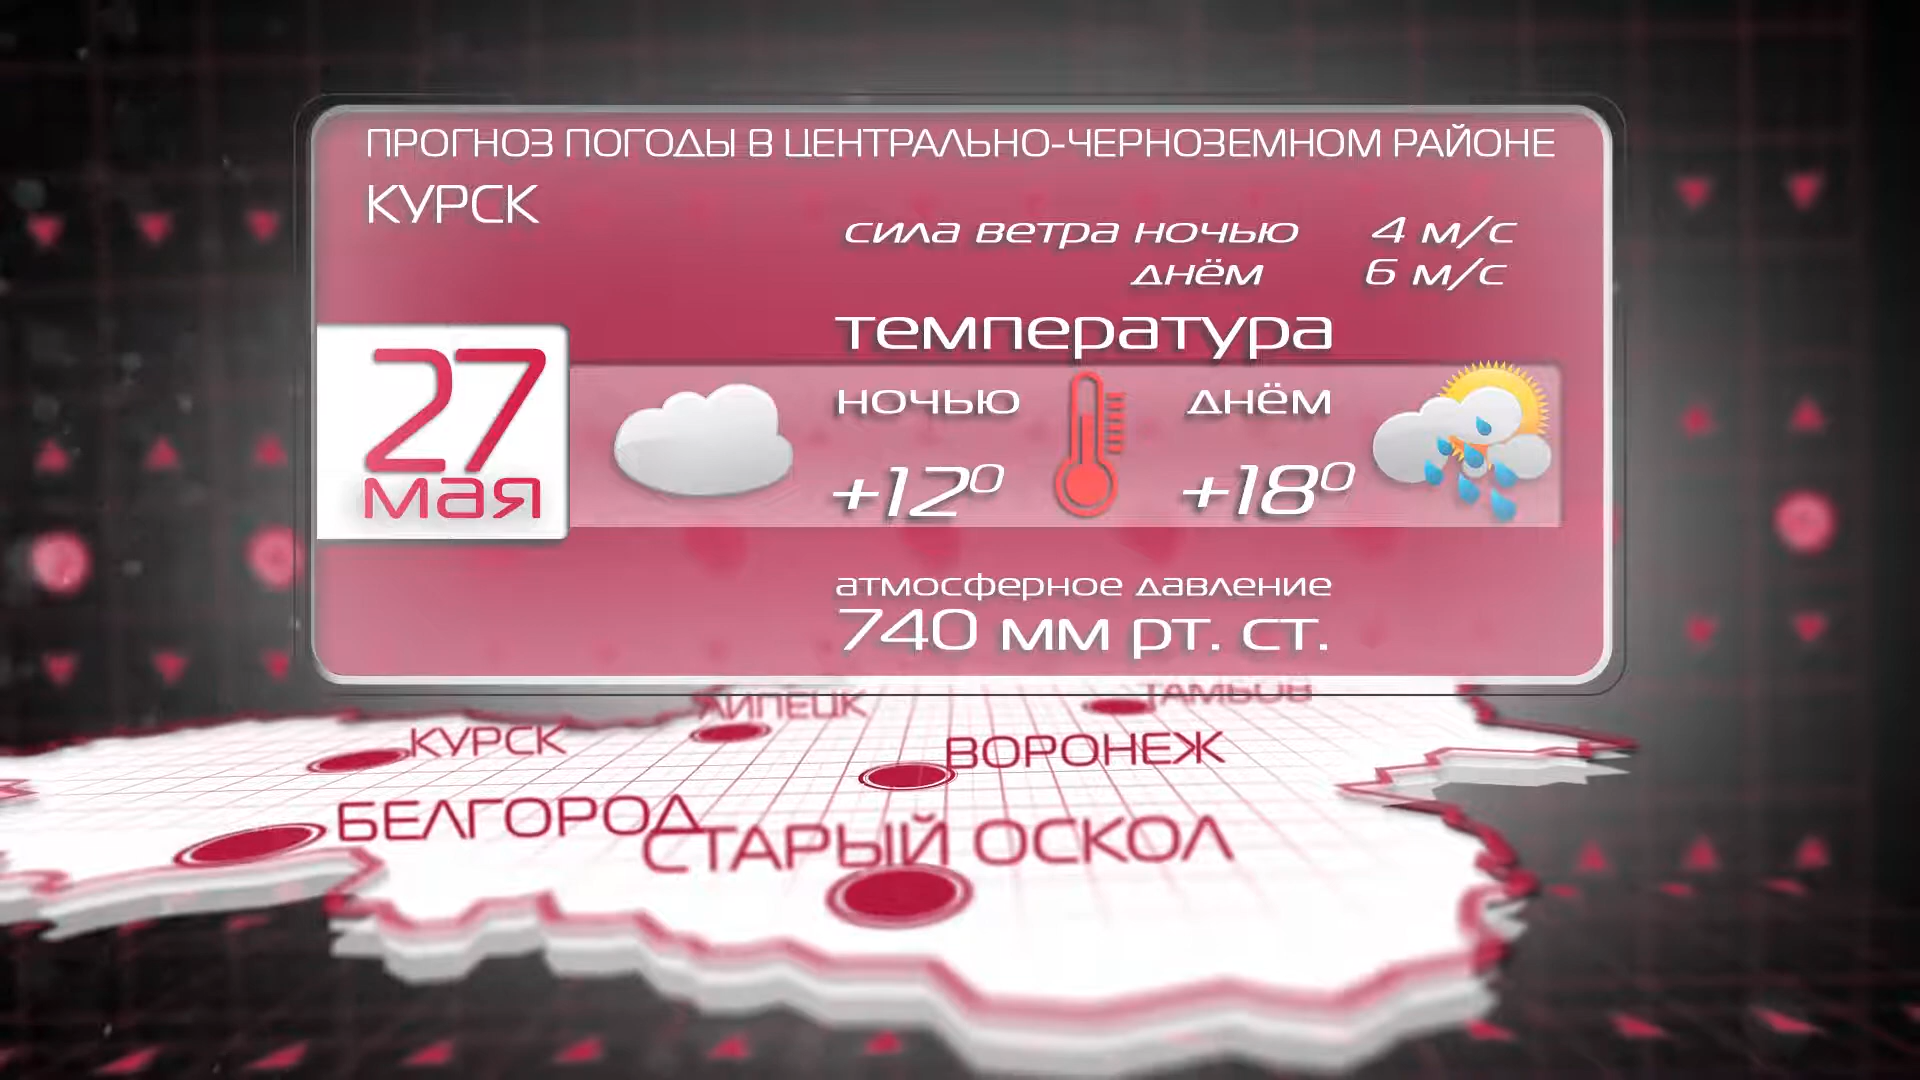 ПРОГНОЗ ПОГОДЫ В ЦЕНТРАЛЬНО-ЧЕРНОЗЕМНОМ РАЙОНЕ
КУРСК
сила ветра ночью 4 м/с
днём 6 м/с
температура
27
мая
ночью днём
+12⁰ +18⁰
атмосферное давление
740 мм рт. ст.
ЛИПЕЦК ТАМБОВ
КУРСК
ВОРОНЕЖ
БЕЛГОРОД
СТАРЫЙ ОСКОЛ